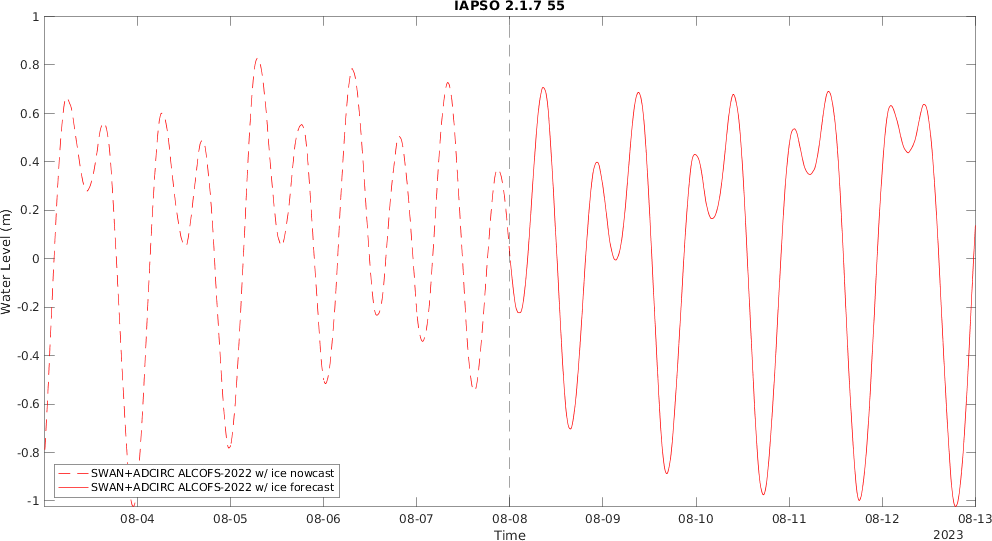 IAPSO 2.1.7 55
1
0.8
0.6
0.4
0.2
0
-0.2
-0.4
-0.6
-0.8
-1
Water Level (m)
SWAN+ADCIRC ALCOFS-2022 w/ ice nowcast
SWAN+ADCIRC ALCOFS-2022 w/ ice forecast
08-04 08-05 08-06 08-07 08-08 08-09 08-10 08-11 08-12 08-13
Time
2023